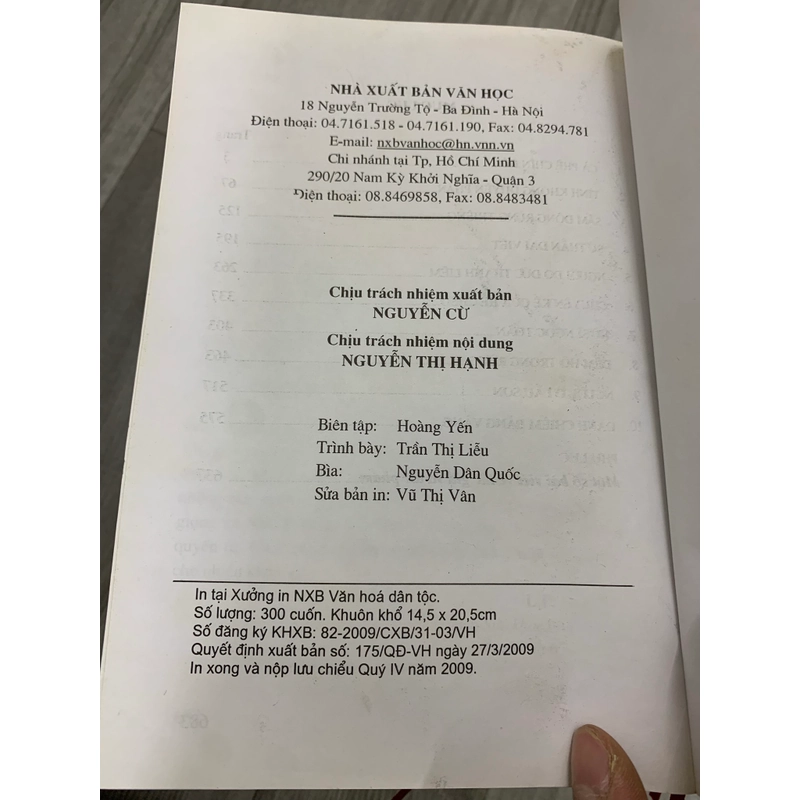 NHÀ XUẤT BẢN VĂN HỌC
18 Nguyễn Trường Tộ - Ba Đình - Hà Nội
Điện thoại: 04.7161.518 - 04.7161.190, Fax: 04.8294.781
E-mail: nxbvanhoc@hn.vnn.vn
Chi nhánh tại Tp, Hồ Chí Minh
290/20 Nam Kỳ Khởi Nghĩa - Quận 3
Điện thoại: 08.8469858, Fax: 08.8483481
Chịu trách nhiệm xuất bản
NGUYỄN CỪ
Chịu trách nhiệm nội dung
NGUYỄN THỊ HẠNH
Biên tập: Hoàng Yến
Trình bày: Trần Thị Liễu
Bìa: Nguyễn Dân Quốc
Sửa bản in: Vũ Thị Vân
In tại Xưởng in NXB Văn hoá dân tộc.
Số lượng: 300 cuốn. Khuôn khổ 14,5 x 20,5cm
Số đăng ký KHXB: 82-2009/CXB/31-03/VH
Quyết định xuất bản số: 175/QĐ-VH ngày 27/3/2009
In xong và nộp lưu chiểu Quý IV năm 2009.